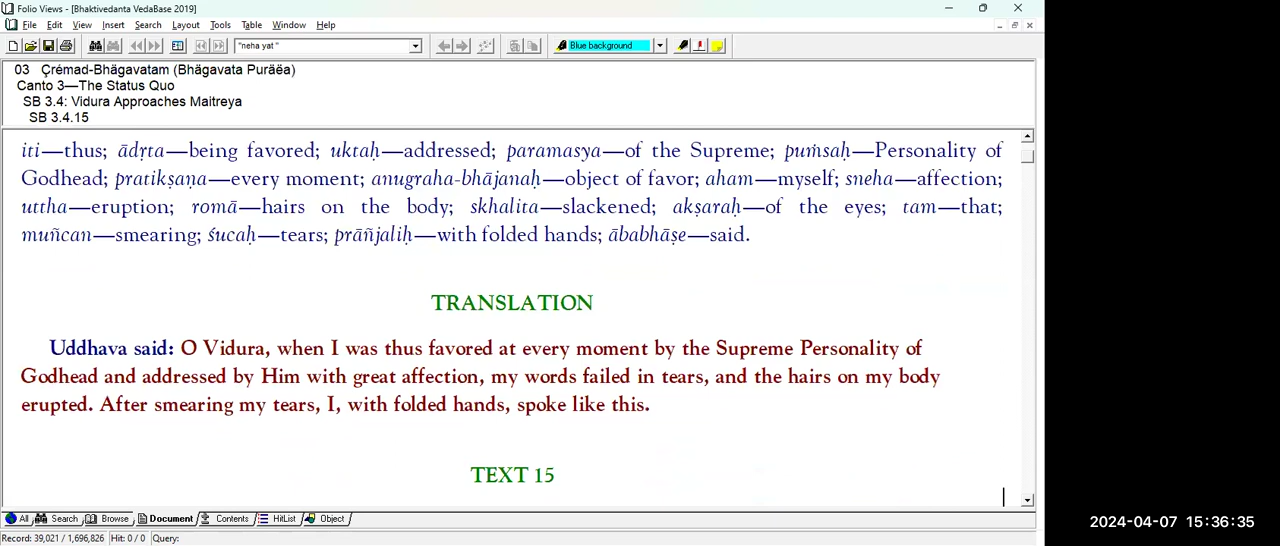 Folio Views - [Bhaktivedanta VedaBase 2019]
File Edit View Insert Search Layout Tools Table Window Help
"neha yat" Blue background
03 Çrémad-Bhägavatam (Bhägavata Puräëa)
Canto 3—The Status Quo
SB 3.4: Vidura Approaches Maitreya
SB 3.4.15
iti—thus; ādṛta—being favored; uktaḥ—addressed; paramasya—of the Supreme; puṁsaḥ—Personality of
Godhead; pratikṣaṇa—every moment; anugraha-bhājanaḥ—object of favor; aham—myself; sneha—affection;
uttha—eruption; romā—hairs on the body; skhalita—slackened; akṣaraḥ—of the eyes; tam—that;
muñcan—smearing; śucaḥ—tears; prāñjaliḥ—with folded hands; ābabhāṣe—said.
TRANSLATION
Uddhava said: O Vidura, when I was thus favored at every moment by the Supreme Personality of
Godhead and addressed by Him with great affection, my words failed in tears, and the hairs on my body
erupted. After smearing my tears, I, with folded hands, spoke like this.
TEXT 15
All Search Browse Document Contents HitList Object
Record: 39,021 / 1,696,826 Hit: 0 / 0 Query:
2024-04-07 15:36:35